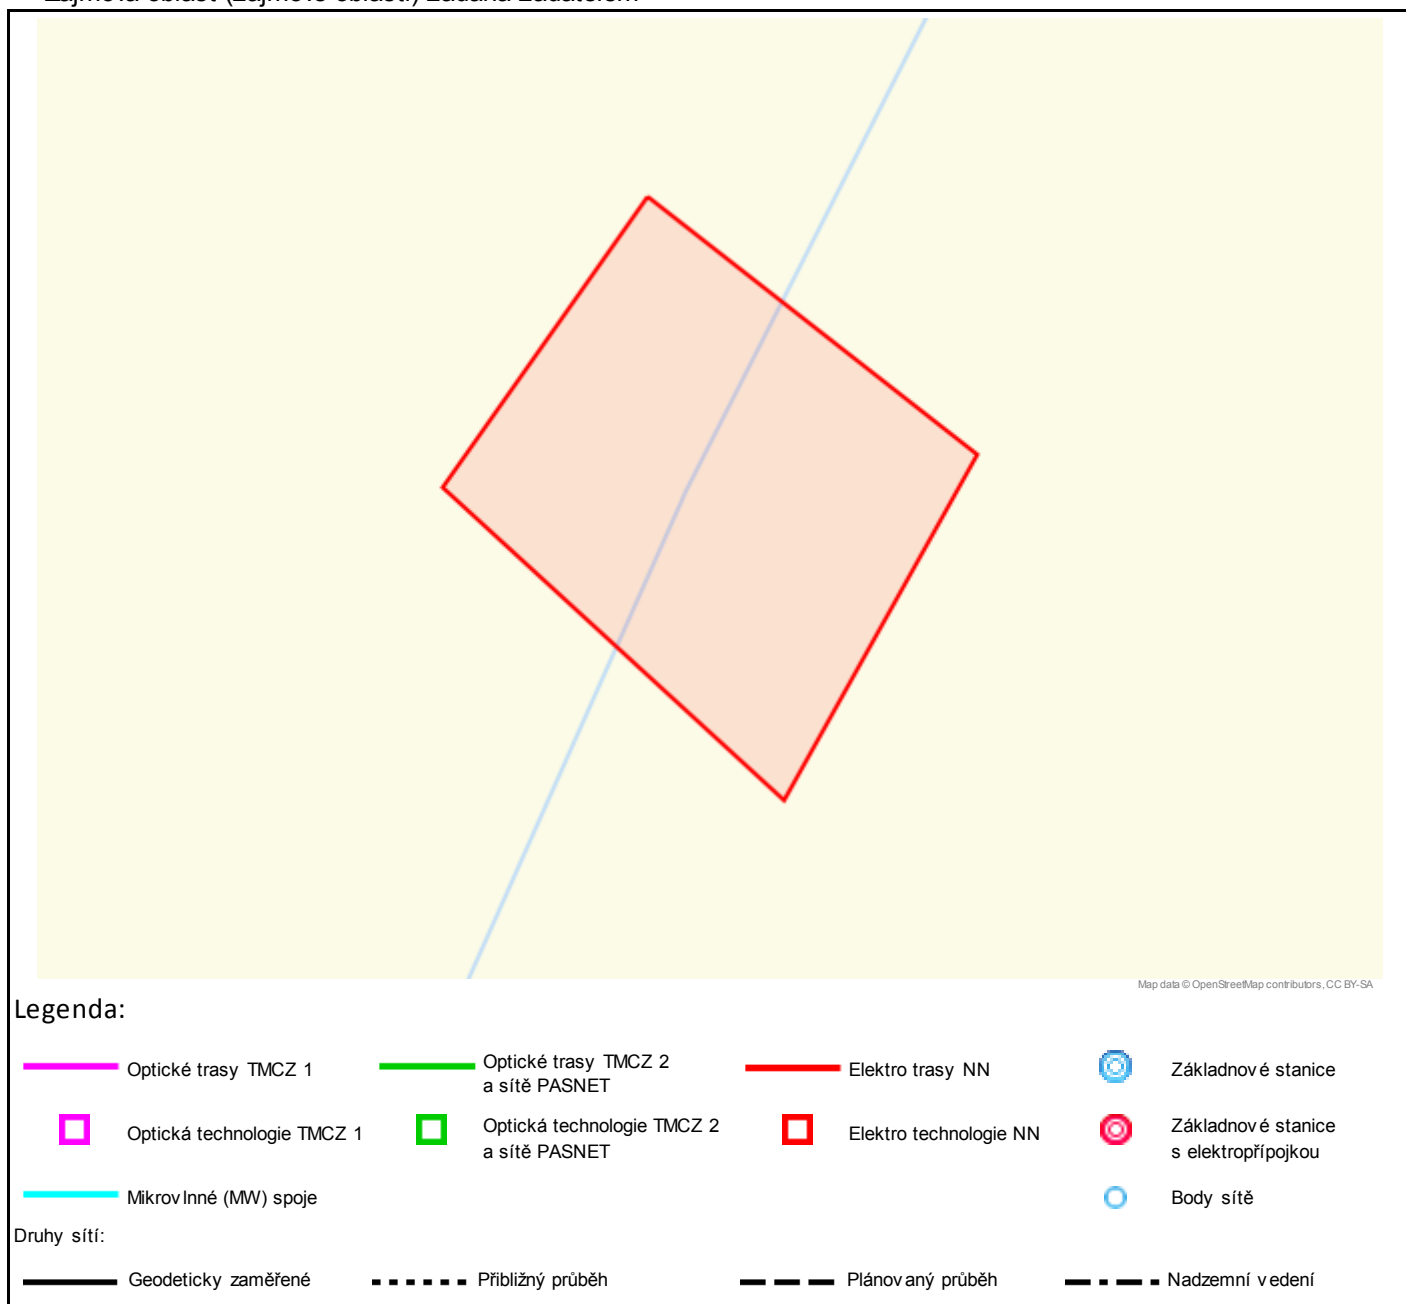 Map data © OpenStreetMap contributors, CC BY-SA
Legenda:
Optické trasy TMCZ 1
Optické trasy TMCZ 2
a sítě PASNET
Elektro trasy NN
Základnové stanice
Optická technologie TMCZ 1
Optická technologie TMCZ 2
a sítě PASNET
Elektro technologie NN
Základnové stanice
s elektropřípojkou
Mikrovlnné (MW) spoje
Body sítě
Druhy sítí:
Geodeticky zaměřené
Přibližný průběh
Plánovaný průběh
Nadzemní vedení